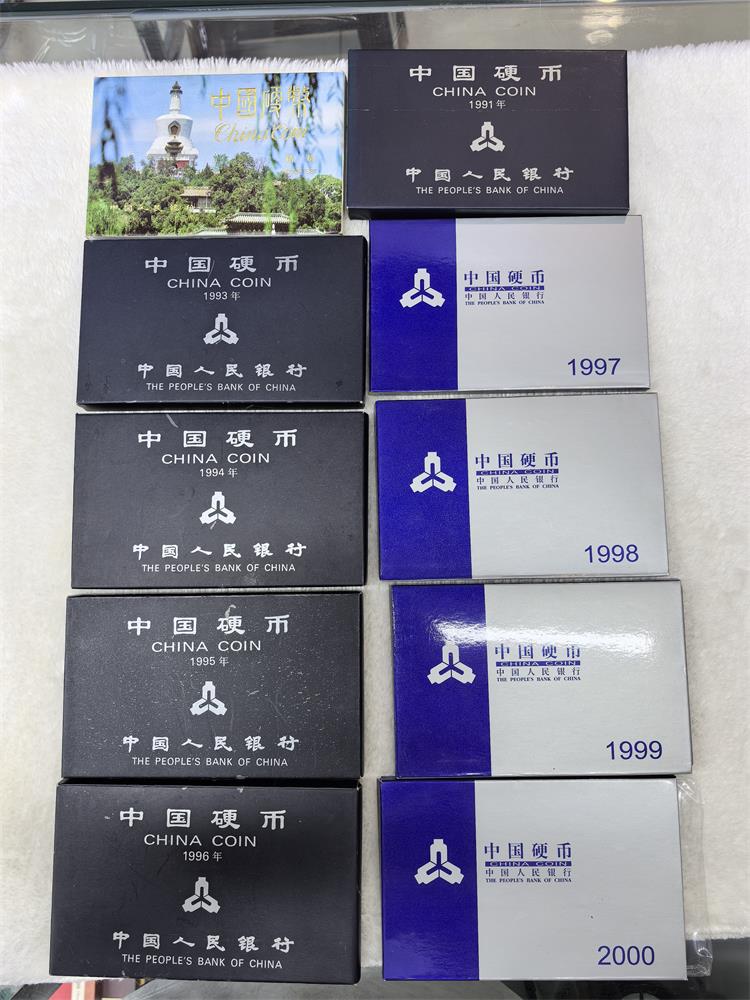 中國硬幣
China Coin
中国硬币
CHINA COIN
1991年
中国人民银行
THE PEOPLE'S BANK OF CHINA
中国硬币
CHINA COIN
1993年
中国人民银行
THE PEOPLE'S BANK OF CHINA
中国硬币
CHINA COIN
中国人民银行
THE PEOPLE'S BANK OF CHINA
1997
中国硬币
CHINA COIN
1994年
中国人民银行
THE PEOPLE'S BANK OF CHINA
中国硬币
CHINA COIN
中国人民银行
THE PEOPLE'S BANK OF CHINA
1998
中国硬币
CHINA COIN
1995年
中国人民银行
THE PEOPLE'S BANK OF CHINA
中国硬币
CHINA COIN
中国人民银行
THE PEOPLE'S BANK OF CHINA
1999
中国硬币
CHINA COIN
1996年
中国人民银行
THE PEOPLE'S BANK OF CHINA
中国硬币
CHINA COIN
中国人民银行
THE PEOPLE'S BANK OF CHINA
2000